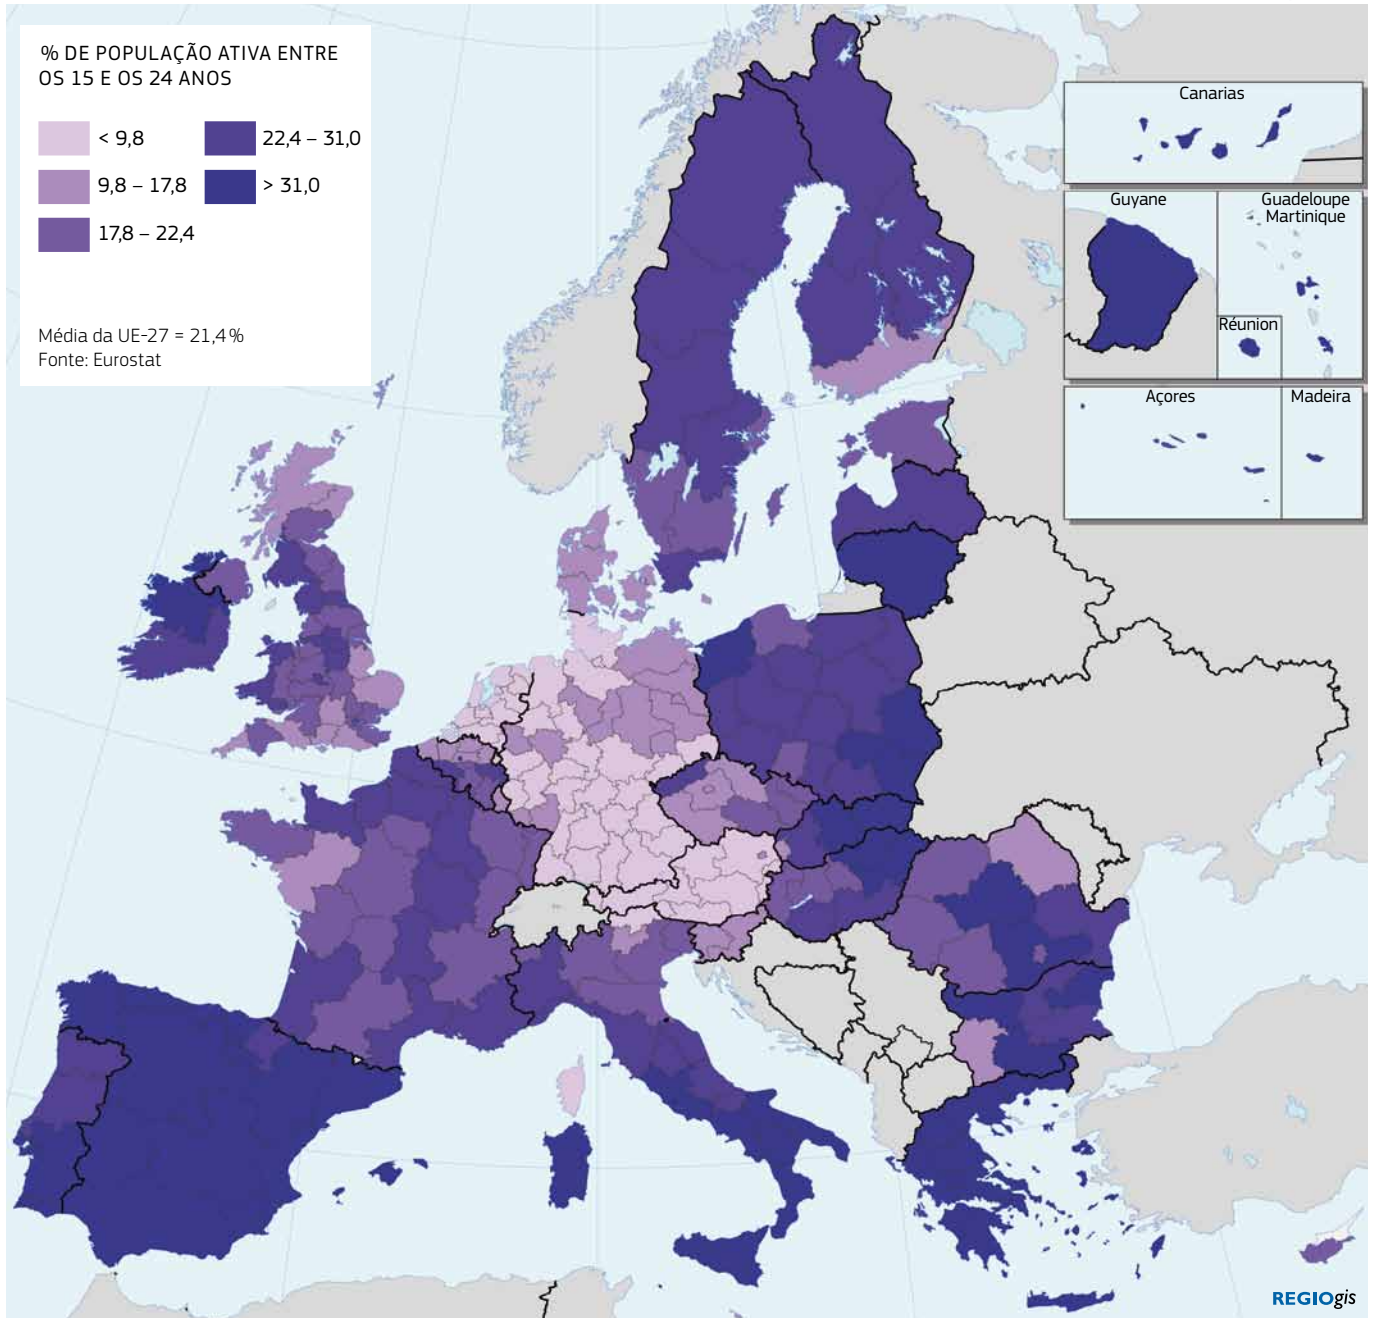 % DE POPULAÇÃO ATIVA ENTRE
OS 15 E OS 24 ANOS
< 9,8
9,8 – 17,8
17,8 – 22,4
22,4 – 31,0
> 31,0
Média da UE-27 = 21,4 %
Fonte: Eurostat
Canarias
Guyane
Guadeloupe
Martinique
Réunion
Açores
Madeira
REGIOgis